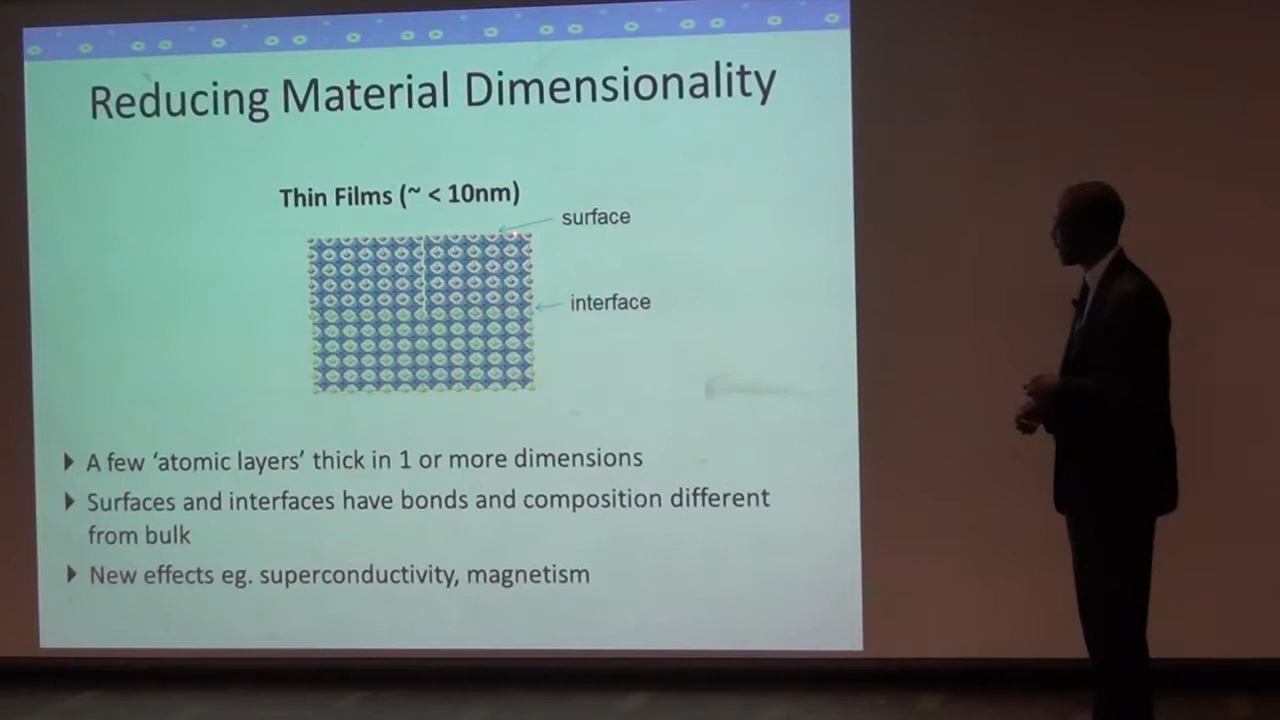 Reducing Material Dimensionality
Thin Films (~ < 10nm)
surface
interface
A few ‘atomic layers’ thick in 1 or more dimensions
Surfaces and interfaces have bonds and composition different
from bulk
New effects eg. superconductivity, magnetism